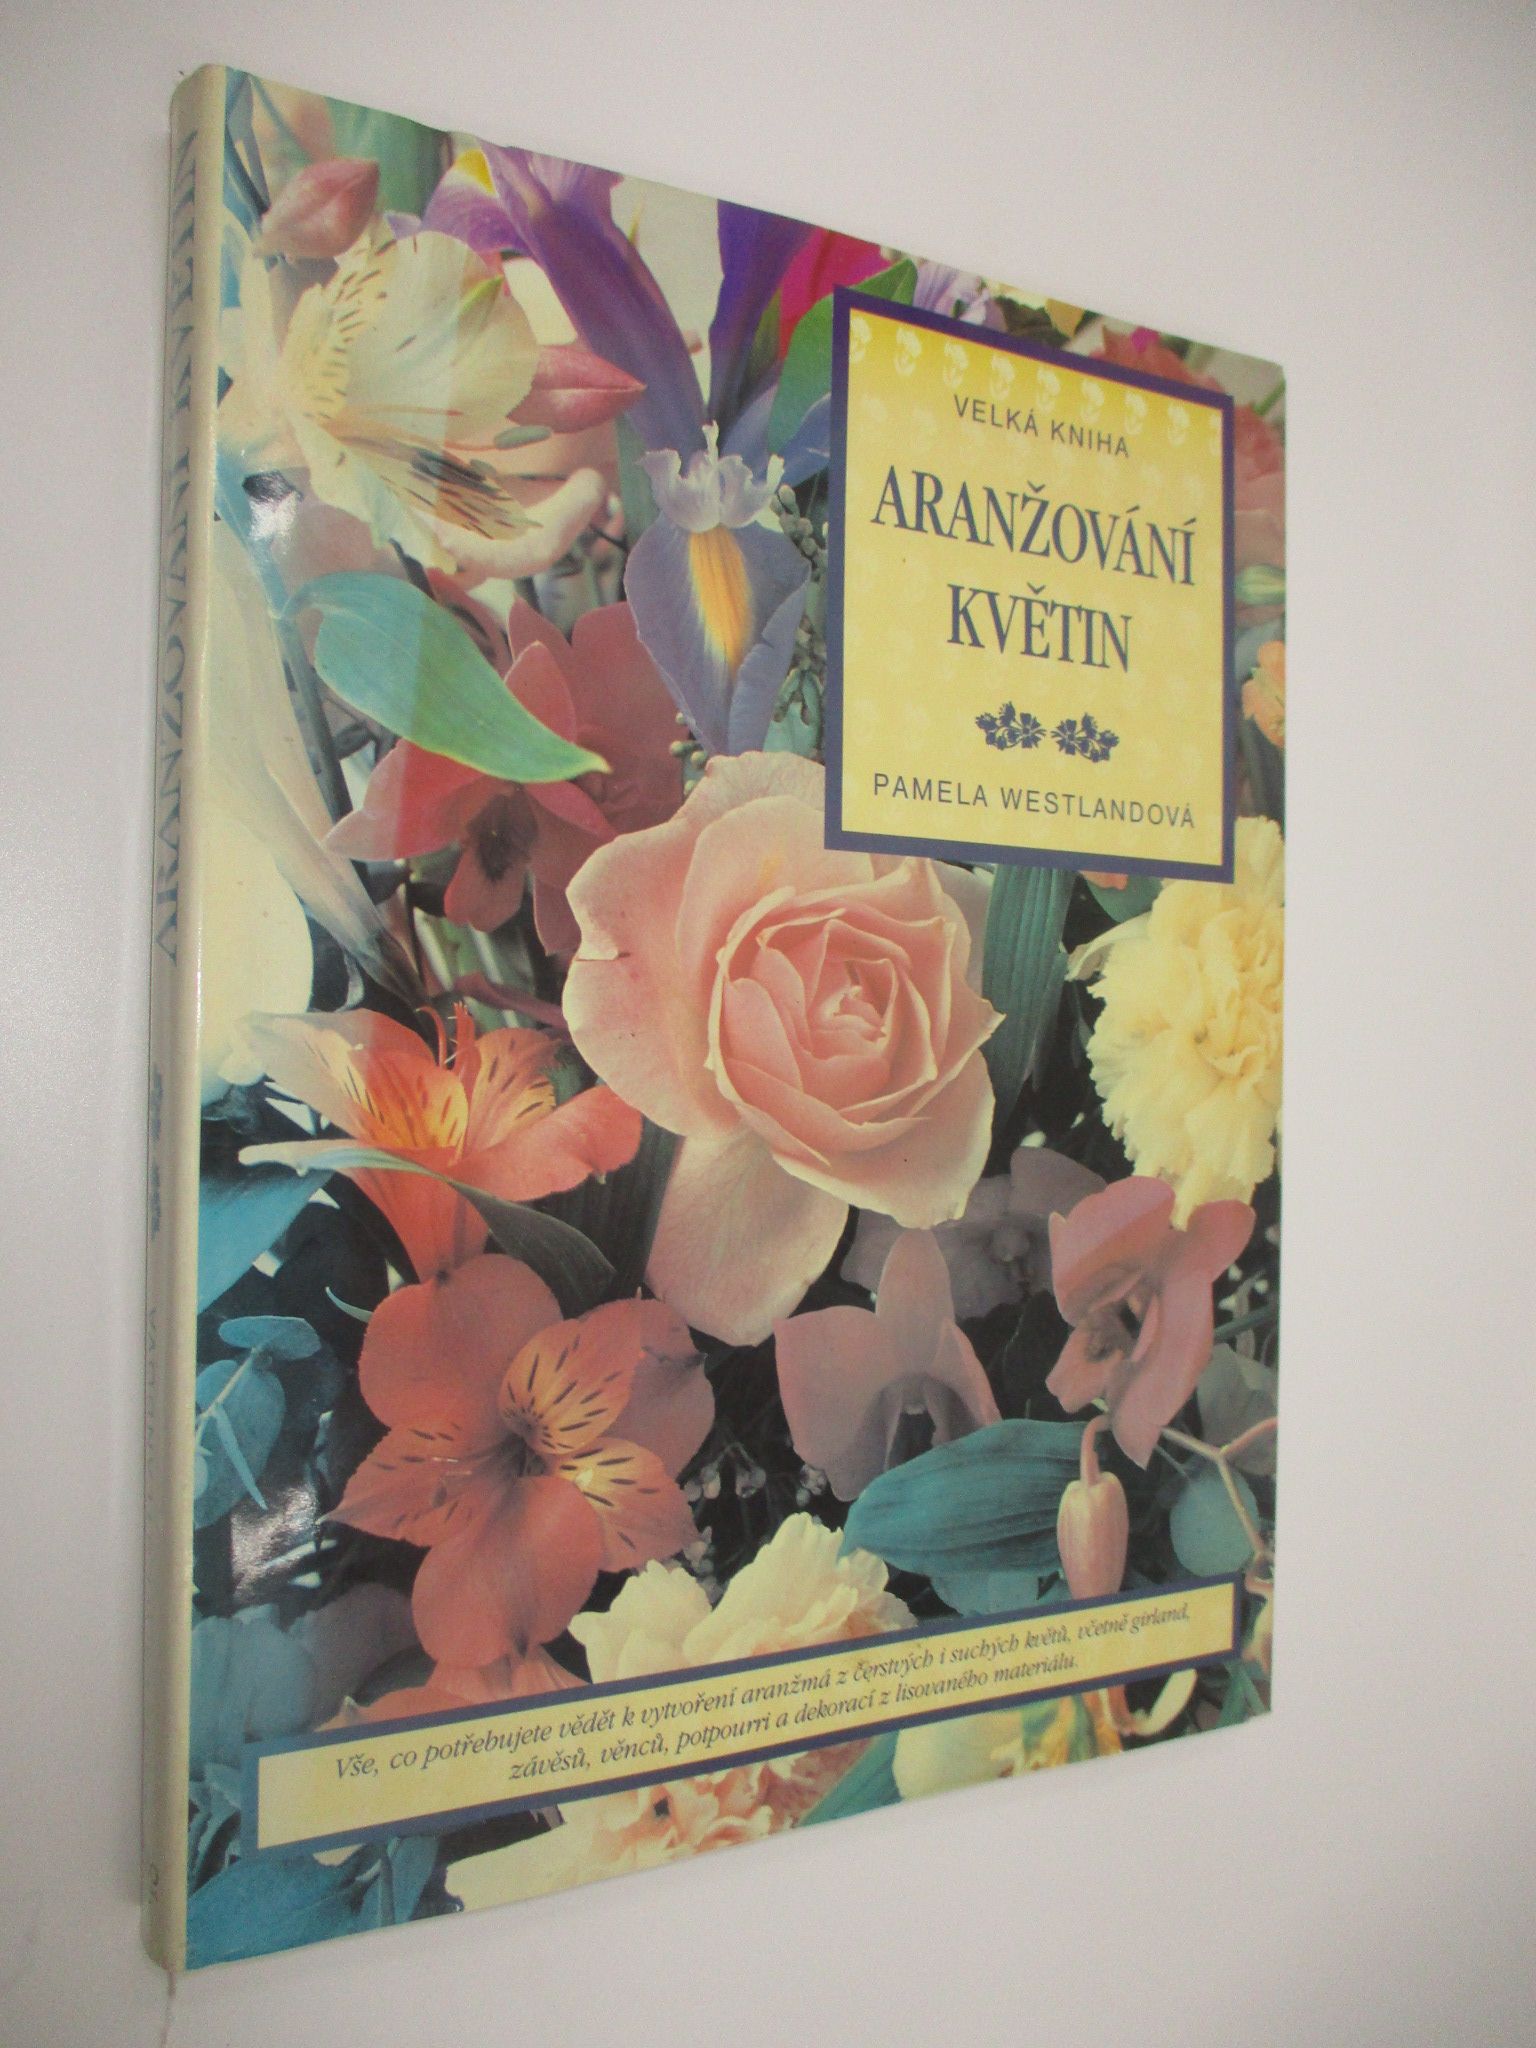 VELKÁ KNIHA
ARANŽOVÁNÍ
KVĚTIN
PAMELA WESTLANDOVÁ
Vše, co potřebujete vědět k vytvoření aranžmá z čerstvých i suchých květů, včetně girland,
závěsů, věnců, potpourri a dekorací z lisovaného materiálu.
ARANŽOVÁNÍ KVĚTIN